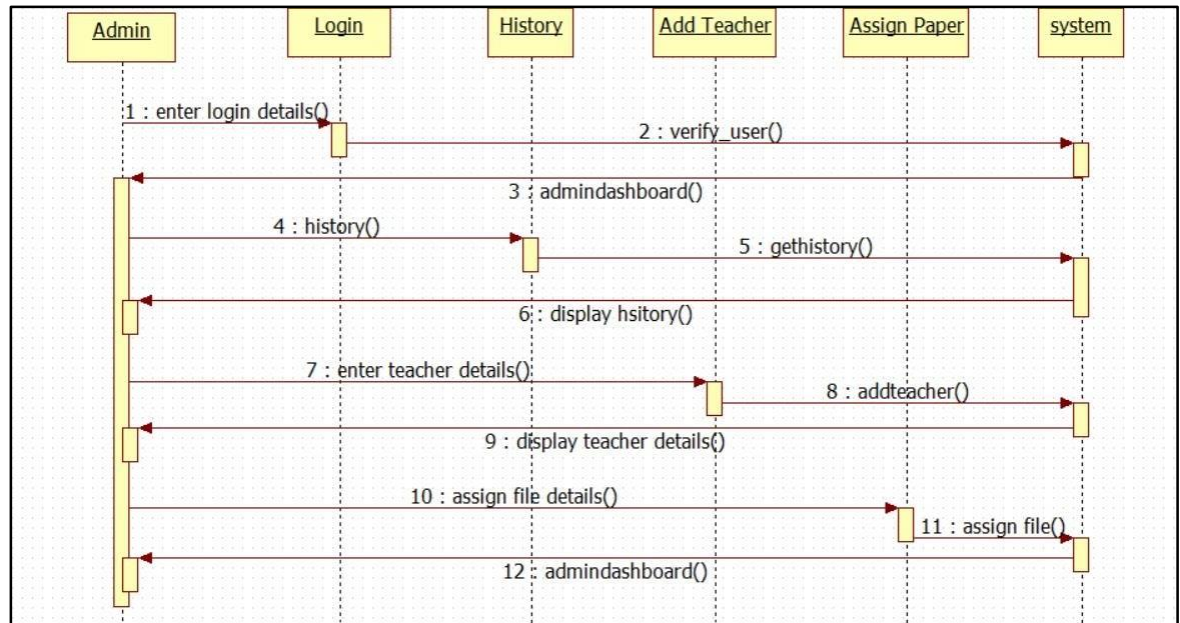 Admin
Login
History
Add Teacher
Assign Paper
system
1 : enter login details()
2 : verify_user()
3 : admindashboard()
4 : history()
5 : gethistory()
6 : display hsitory()
7 : enter teacher details()
8 : addteacher()
9 : display teacher details()
10 : assign file details()
11 : assign file()
12 : admindashboard()